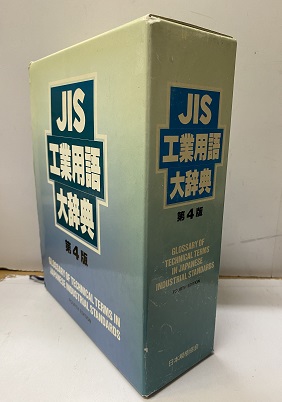 JIS
工業用語
大辞典
第4版
GLOSSARY OF TECHNICAL TERMS IN
JAPANESE INDUSTRIAL STANDARDS
JIS
工業用語
大辞典
第4版
GLOSSARY OF
TECHNICAL TERMS
IN JAPANESE
INDUSTRIAL STANDARDS
日本規格協会